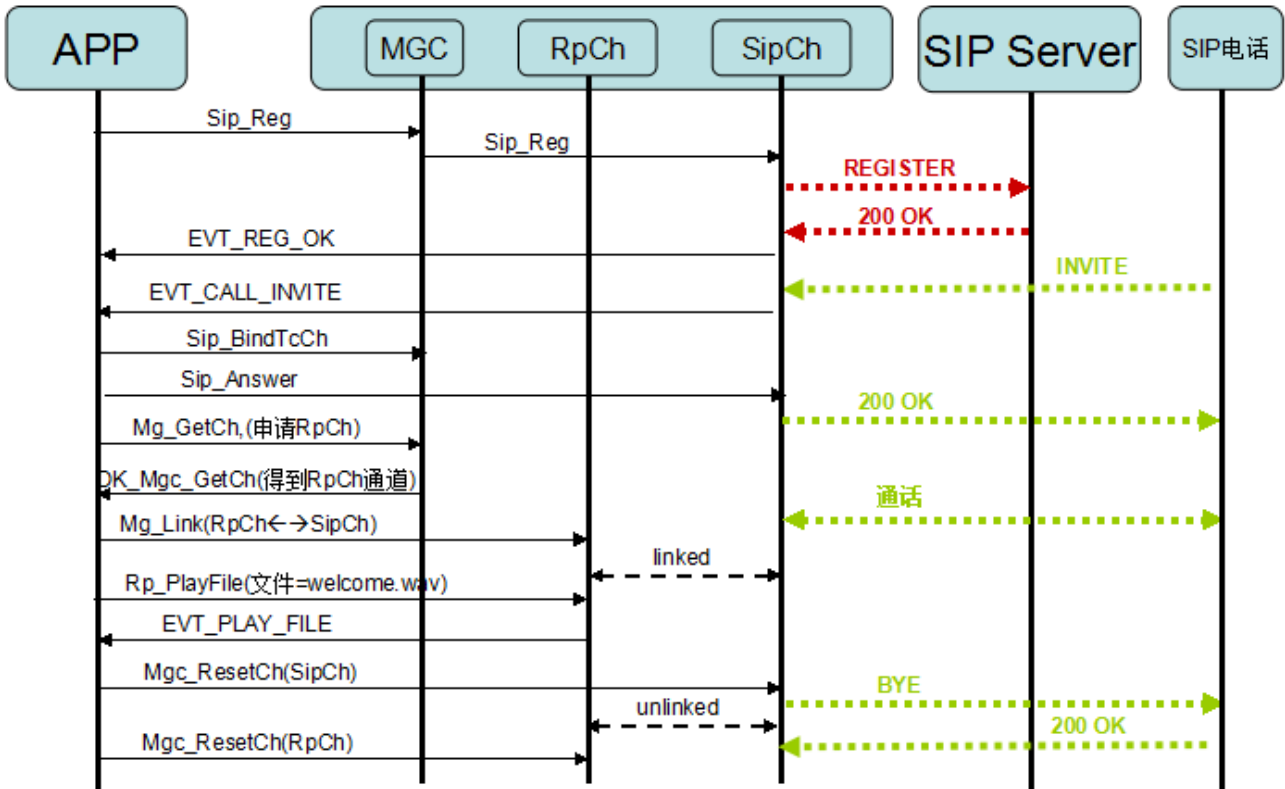 APP
MGC
RpCh
SipCh
SIP Server
SIP电话
Sip_Reg
Sip_Reg
REGISTER
200 OK
EVT_REG_OK
INVITE
EVT_CALL_INVITE
Sip_BindTcCh
Sip_Answer
200 OK
Mg_GetCh,(申请RpCh)
OK_Mgc_GetCh(得到RpCh通道)
通话
Mg_Link(RpCh←→SipCh)
linked
Rp_PlayFile(文件=welcome.wav)
EVT_PLAY_FILE
Mgc_ResetCh(SipCh)
BYE
unlinked
200 OK
Mgc_ResetCh(RpCh)